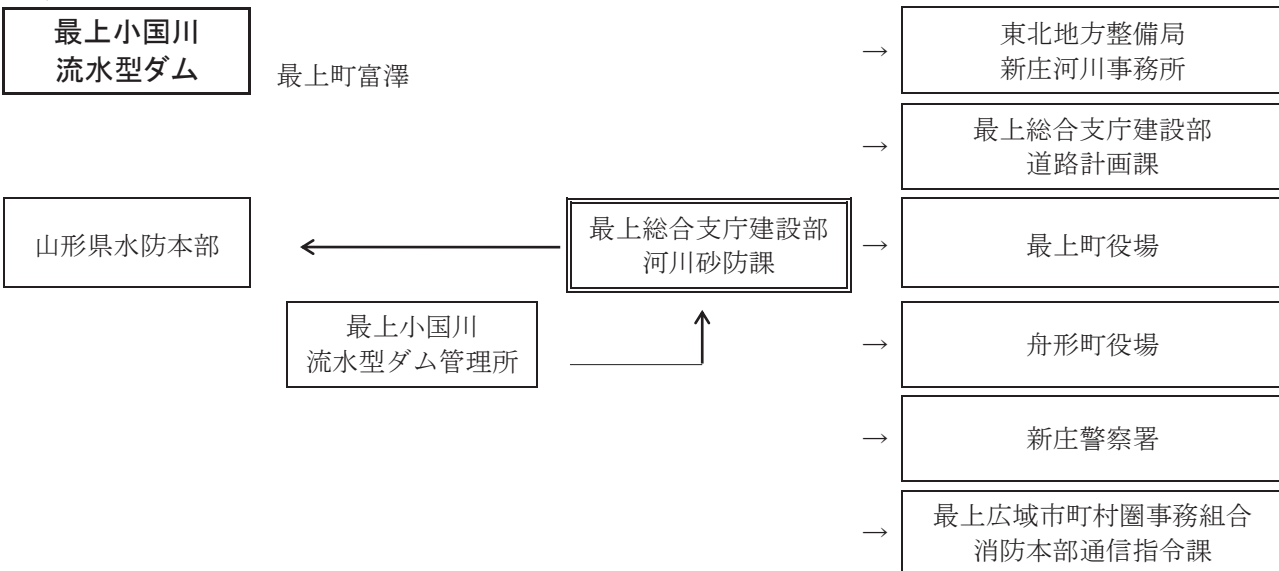 最上小国川
流水型ダム
最上町富澤
→
東北地方整備局
新庄河川事務所
→
最上総合支庁建設部
道路計画課
山形県水防本部
最上総合支庁建設部
河川砂防課
→
最上町役場
最上小国川
流水型ダム管理所
→
舟形町役場
→
新庄警察署
→
最上広域市町村圏事務組合
消防本部通信指令課